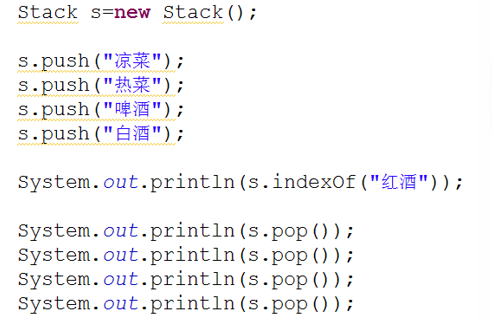 Stack s=new Stack();
s.push("凉菜");
s.push("热菜");
s.push("啤酒");
s.push("白酒");
System.out.println(s.indexOf("红酒"));
System.out.println(s.pop());
System.out.println(s.pop());
System.out.println(s.pop());
System.out.println(s.pop());